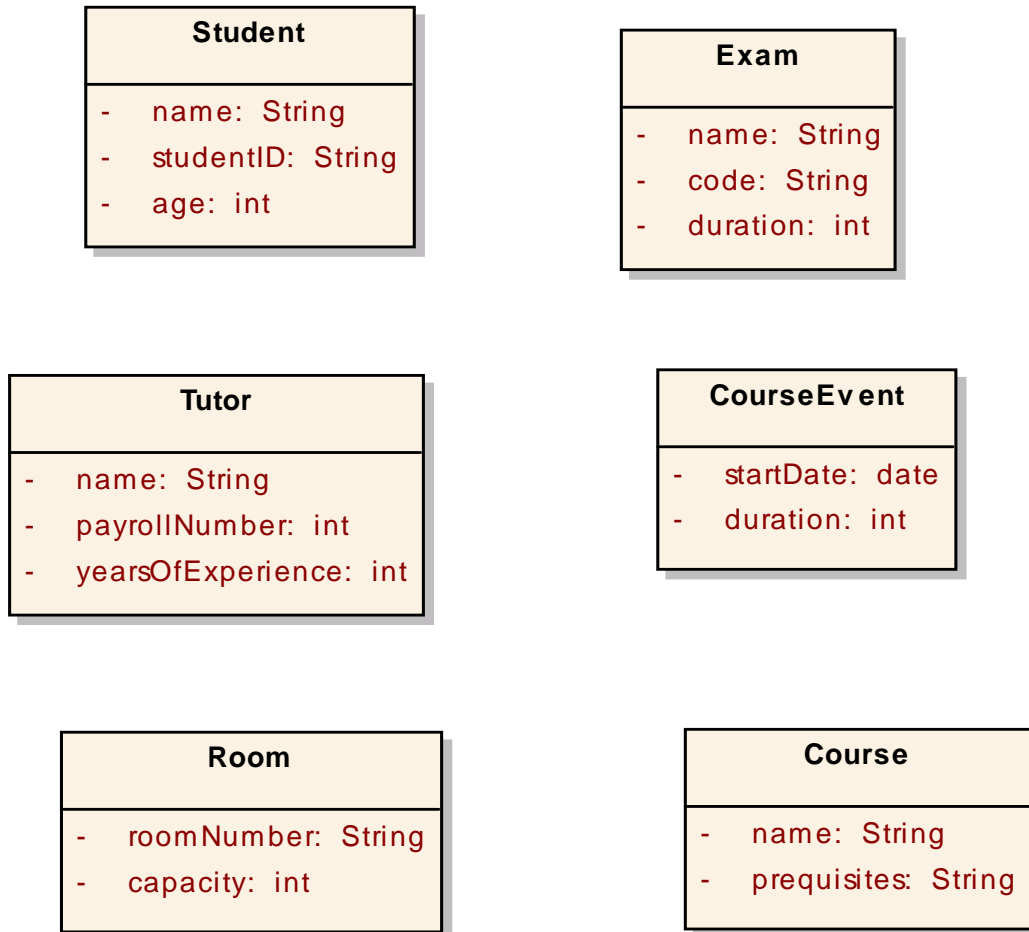 Student
- name: String
- studentID: String
- age: int
Exam
- name: String
- code: String
- duration: int
Tutor
- name: String
- payrollNumber: int
- yearsOfExperience: int
CourseEvent
- startDate: date
- duration: int
Room
- roomNumber: String
- capacity: int
Course
- name: String
- prequisites: String